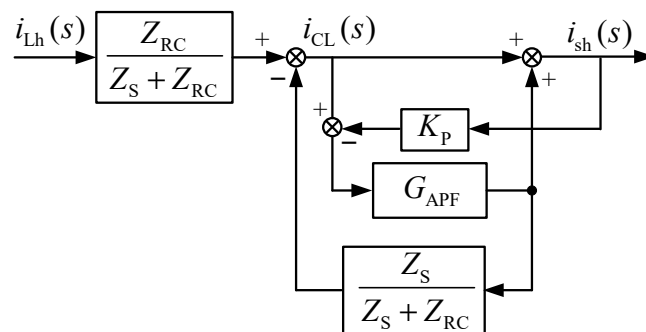 i_Lh(s)
Z_RC
Z_S + Z_RC
+
−
i_CL(s)
+
+
i_sh(s)
+
−
K_P
G_APF
Z_S
Z_S + Z_RC